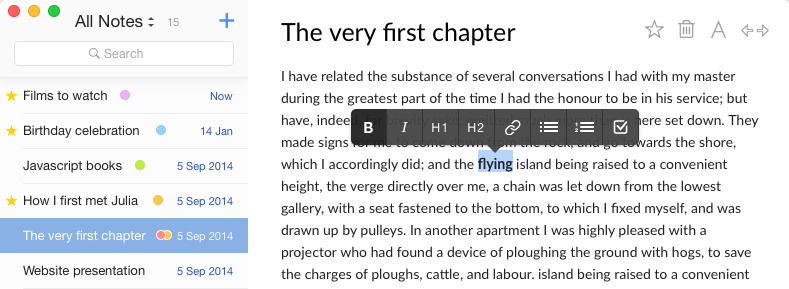 All Notes
15
Search
Films to watch Now
Birthday celebration 14 Jan
Javascript books 5 Sep 2014
How I first met Julia 5 Sep 2014
The very first chapter 5 Sep 2014
Website presentation 5 Sep 2014
The very first chapter
A
I have related the substance of several conversations I had with my master
during the greatest part of the time I had the honour to be in his service; but
have, indeed, here set down. They
B I H1 H2
made signs for me to come down from the rock, and go towards the shore,
which I accordingly did; and the flying island being raised to a convenient
height, the verge directly over me, a chain was let down from the lowest
gallery, with a seat fastened to the bottom, to which I fixed myself, and was
drawn up by pulleys. In another apartment I was highly pleased with a
projector who had found a device of ploughing the ground with hogs, to save
the charges of ploughs, cattle, and labour. island being raised to a convenient